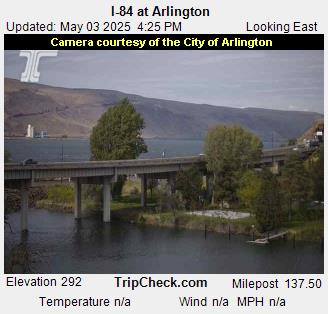 I-84 at Arlington
Updated: May 03 2025 4:25 PM Looking East
Camera courtesy of the City of Arlington
Elevation 292 TripCheck.com Milepost 137.50
Temperature n/a Wind n/a MPH n/a